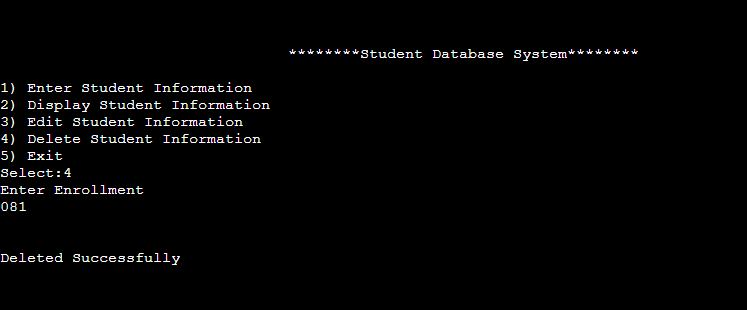 ********Student Database System********
1) Enter Student Information
2) Display Student Information
3) Edit Student Information
4) Delete Student Information
5) Exit
Select:4
Enter Enrollment
081
Deleted Successfully